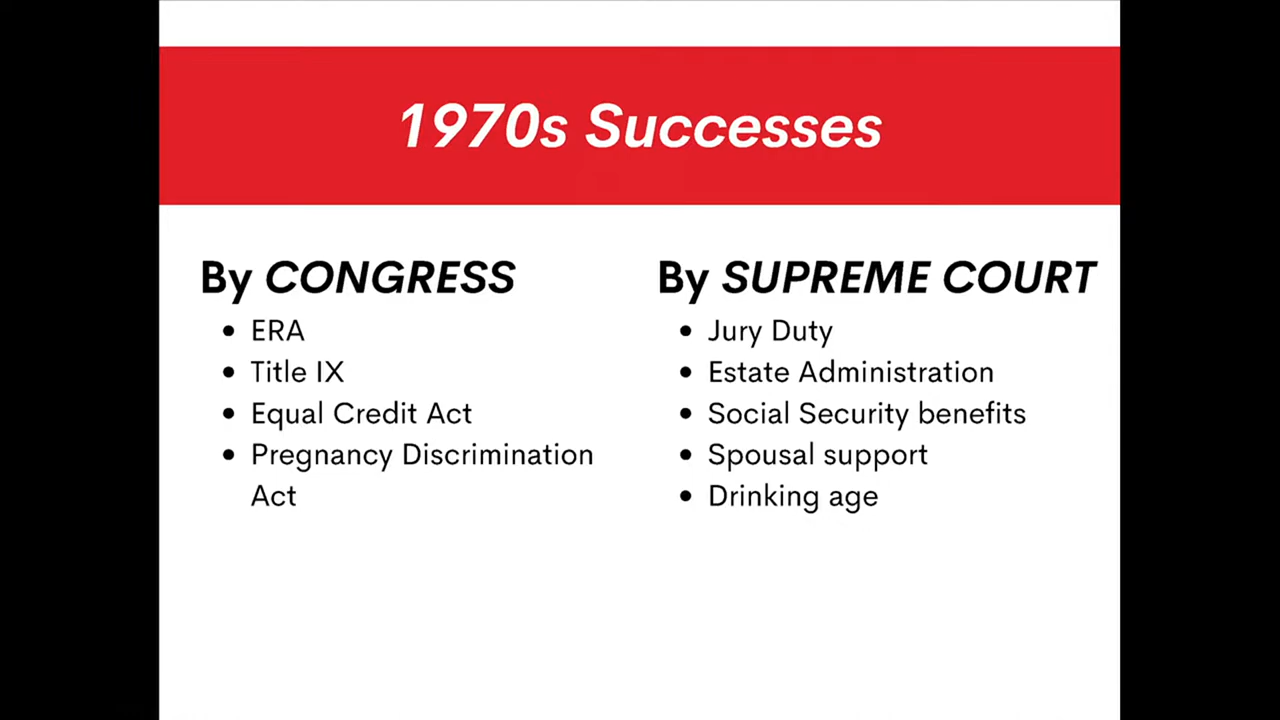 1970s Successes
By CONGRESS
• ERA
• Title IX
• Equal Credit Act
• Pregnancy Discrimination
Act
By SUPREME COURT
• Jury Duty
• Estate Administration
• Social Security benefits
• Spousal support
• Drinking age